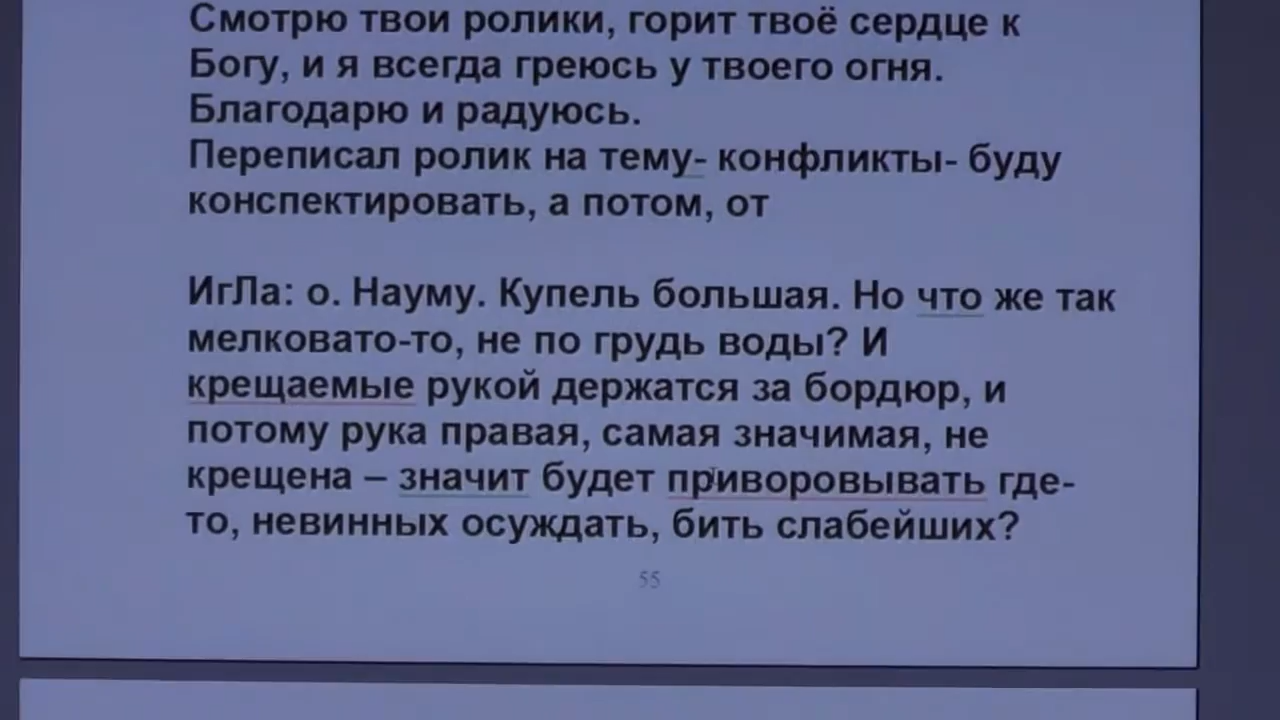 Смотрю твои ролики, горит твоё сердце к
Богу, и я всегда греюсь у твоего огня.
Благодарю и радуюсь.
Переписал ролик на тему- конфликты- буду
конспектировать, а потом, от
ИгЛа: о. Науму. Купель большая. Но что же так
мелковато-то, не по грудь воды? И
крещаемые рукой держатся за бордюр, и
потому рука правая, самая значимая, не
крещена – значит будет приворовывать где-
то, невинных осуждать, бить слабейших?
55